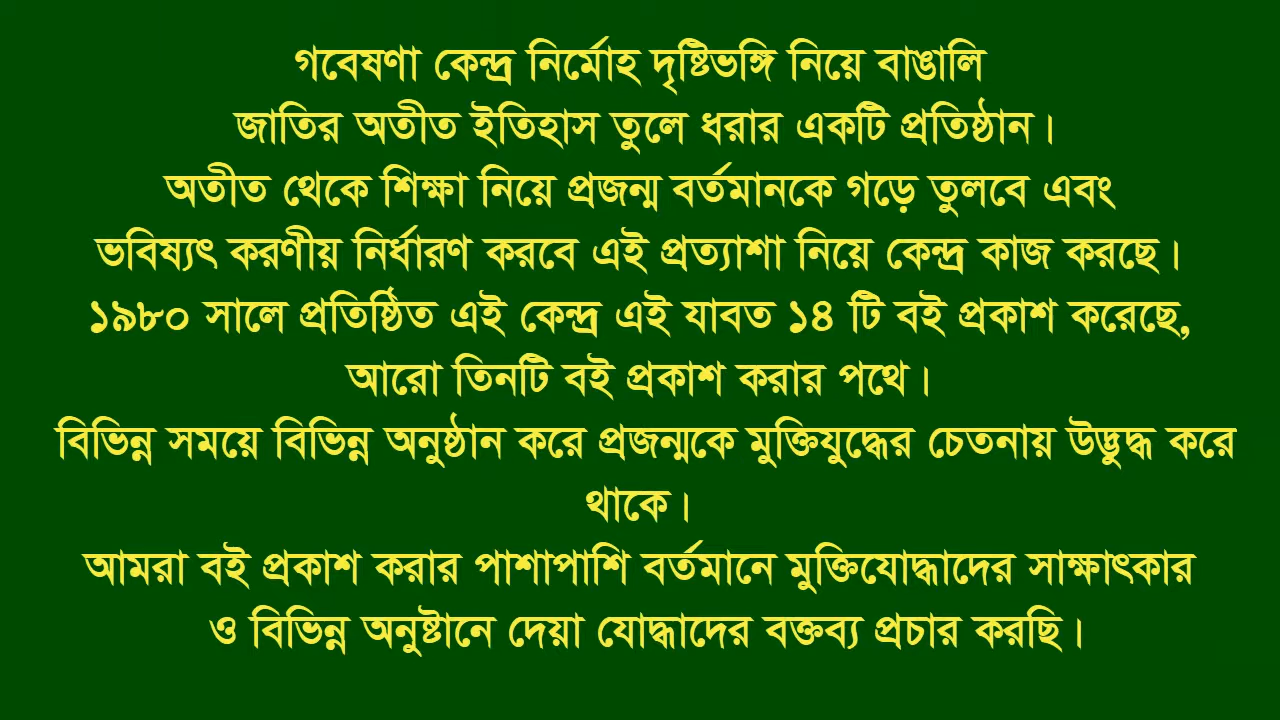 গবেষণা কেন্দ্র নির্মোহ দৃষ্টিভঙ্গি নিয়ে বাঙালি
জাতির অতীত ইতিহাস তুলে ধরার একটি প্রতিষ্ঠান।
অতীত থেকে শিক্ষা নিয়ে প্রজন্ম বর্তমানকে গড়ে তুলবে এবং
ভবিষ্যৎ করণীয় নির্ধারণ করবে এই প্রত্যাশা নিয়ে কেন্দ্র কাজ করছে।
১৯৮০ সালে প্রতিষ্ঠিত এই কেন্দ্র এই যাবত ১৪ টি বই প্রকাশ করেছে,
আরো তিনটি বই প্রকাশ করার পথে।
বিভিন্ন সময়ে বিভিন্ন অনুষ্ঠান করে প্রজন্মকে মুক্তিযুদ্ধের চেতনায় উদ্ভুদ্ধ করে
থাকে।
আমরা বই প্রকাশ করার পাশাপাশি বর্তমানে মুক্তিযোদ্ধাদের সাক্ষাৎকার
ও বিভিন্ন অনুষ্টানে দেয়া যোদ্ধাদের বক্তব্য প্রচার করছি।